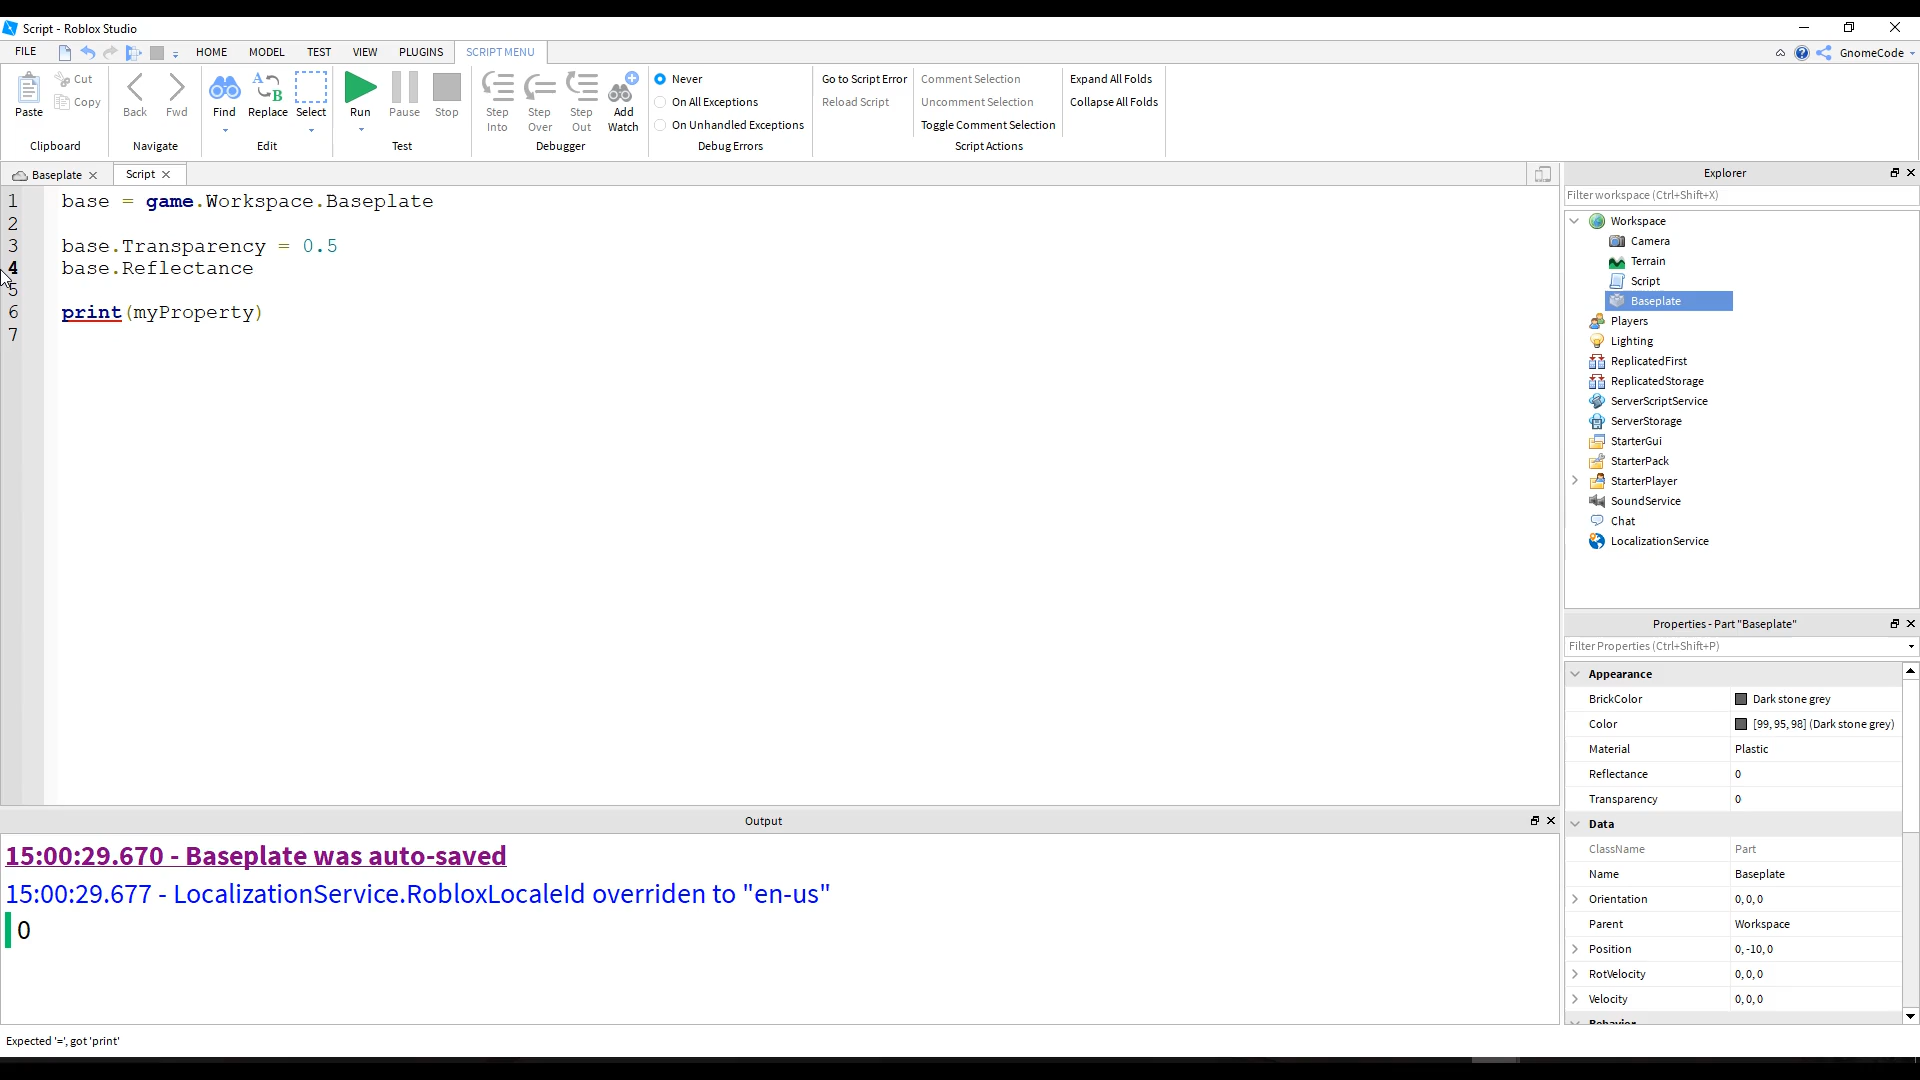 Script - Roblox Studio
FILE HOME MODEL TEST VIEW PLUGINS SCRIPT MENU GnomeCode
Paste Cut Copy Back Fwd Find Replace Select Run Pause Stop Step Into Step Over Step Out Add Watch
Never
On All Exceptions
On Unhandled Exceptions
Go to Script Error
Reload Script
Comment Selection
Uncomment Selection
Toggle Comment Selection
Expand All Folds
Collapse All Folds
Clipboard Navigate Edit Test Debugger Debug Errors Script Actions
Baseplate Script
1 base = game.Workspace.Baseplate
2
3 base.Transparency = 0.5
4 base.Reflectance
5
6 print(myProperty)
7
Explorer
Filter workspace (Ctrl+Shift+X)
Workspace
Camera
Terrain
Script
Baseplate
Players
Lighting
ReplicatedFirst
ReplicatedStorage
ServerScriptService
ServerStorage
StarterGui
StarterPack
StarterPlayer
SoundService
Chat
LocalizationService
Properties - Part "Baseplate"
Filter Properties (Ctrl+Shift+P)
Appearance
BrickColor Dark stone grey
Color [99, 95, 98] (Dark stone grey)
Material Plastic
Reflectance 0
Transparency 0
Data
ClassName Part
Name Baseplate
Orientation 0, 0, 0
Parent Workspace
Position 0, -10, 0
RotVelocity 0, 0, 0
Velocity 0, 0, 0
Behavior
Output
15:00:29.670 - Baseplate was auto-saved
15:00:29.677 - LocalizationService.RobloxLocaleId overriden to "en-us"
0
Expected '=', got 'print'